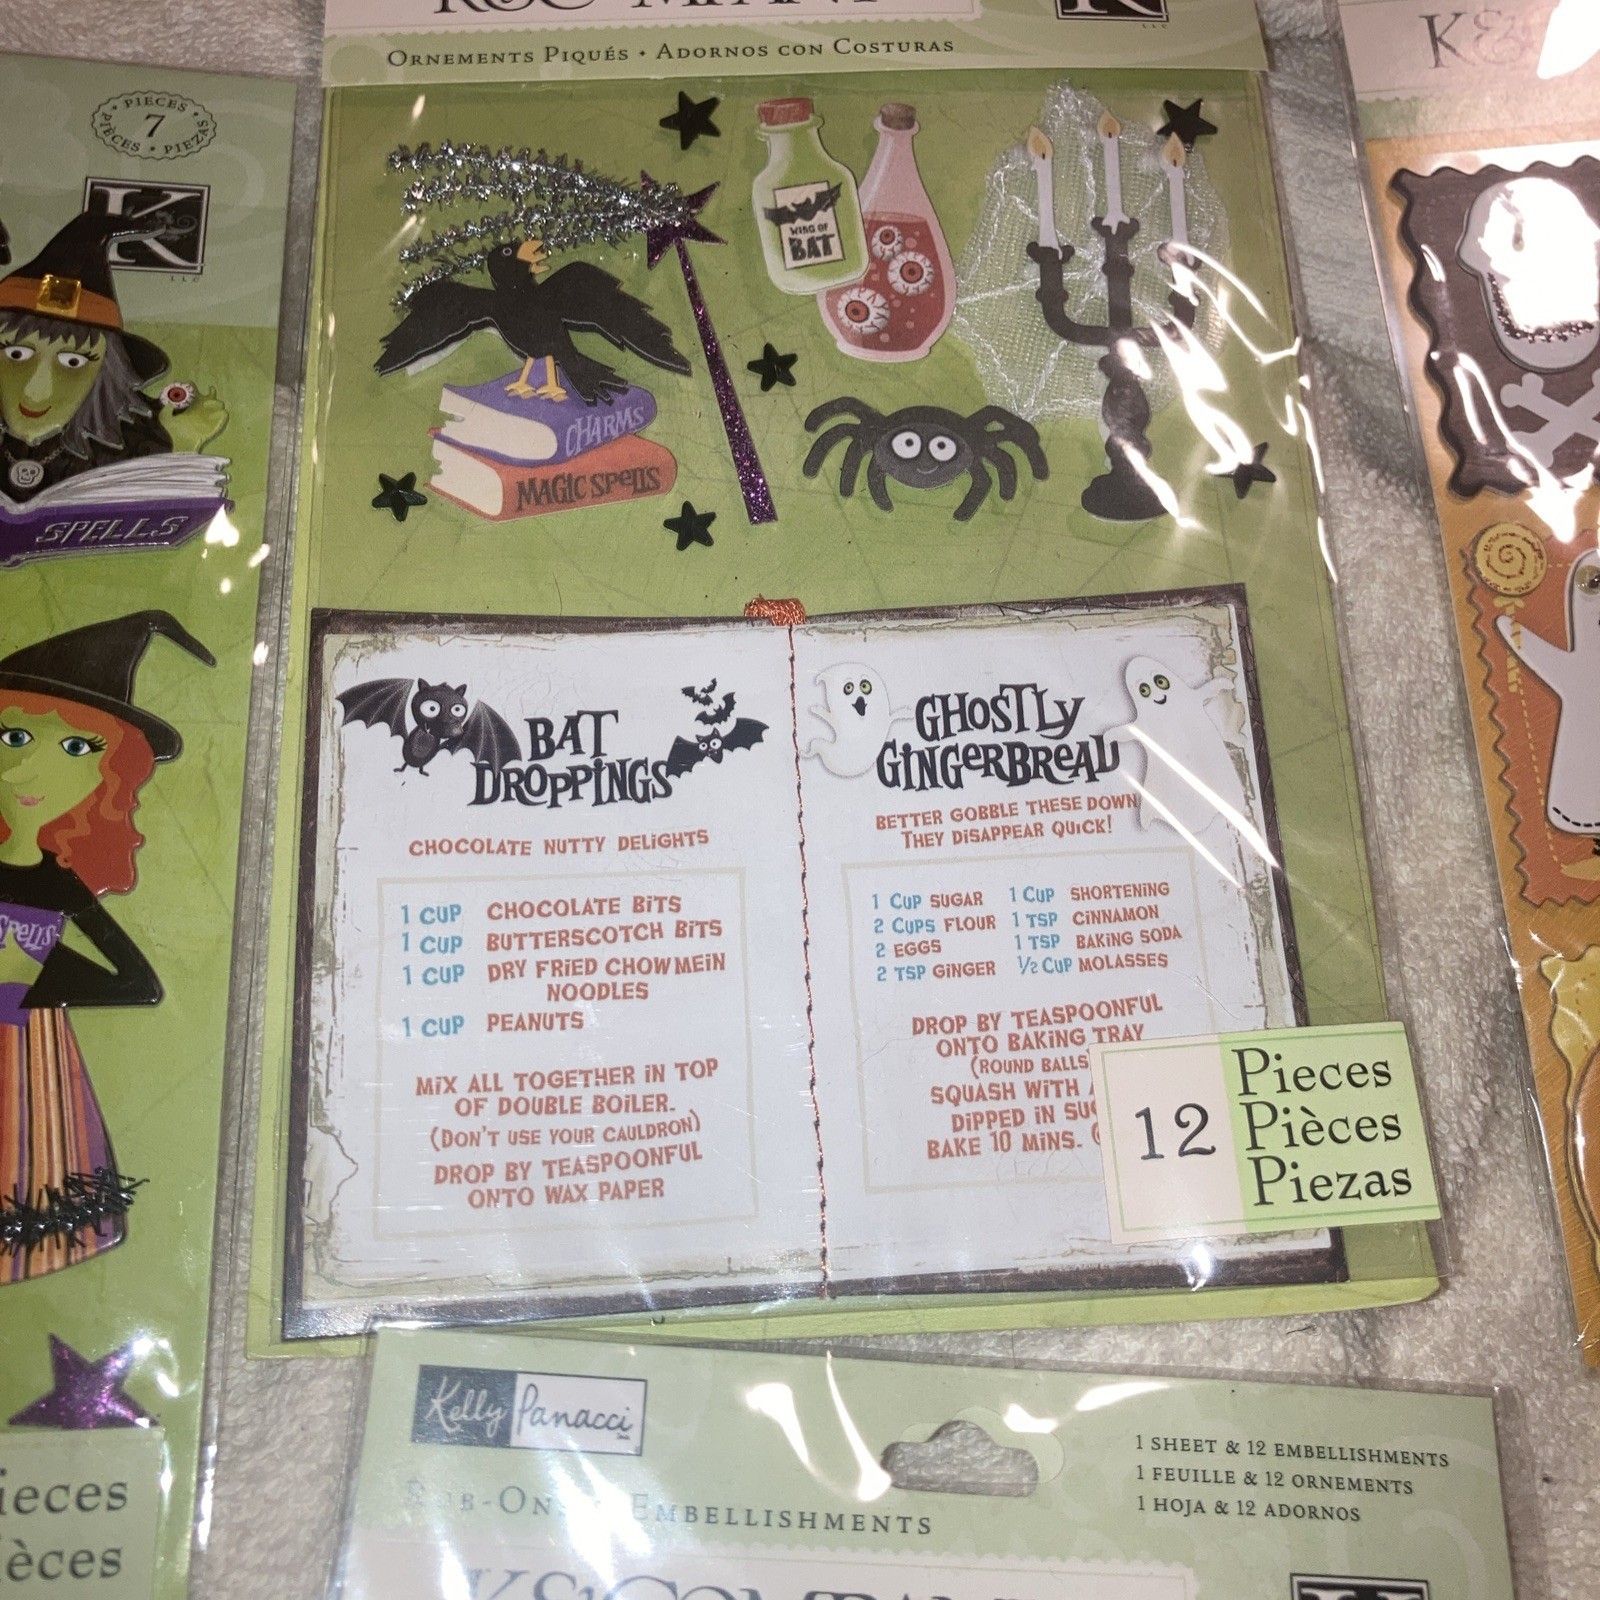 ORNEMENTS PIQUÉS • ADORNOS CON COSTURAS
PIECES
7
PIÈCES • PIEZAS
K
LLC
SPELLS
SPELLS
WING OF
BAT
CHARMS
MAGIC SPELLS
BAT
DROPPINGS
CHOCOLATE NUTTY DELIGHTS
1 CUP CHOCOLATE BITS
1 CUP BUTTERSCOTCH BITS
1 CUP DRY FRIED CHOW MEIN
NOODLES
1 CUP PEANUTS
MIX ALL TOGETHER IN TOP
OF DOUBLE BOILER.
(DON'T USE YOUR CAULDRON)
DROP BY TEASPOONFUL
ONTO WAX PAPER
GHOSTLY
GINGERBREAD
BETTER GOBBLE THESE DOWN
THEY DISAPPEAR QUICK!
1 CUP SUGAR 1 CUP SHORTENING
2 CUPS FLOUR 1 TSP CINNAMON
2 EGGS 1 TSP BAKING SODA
2 TSP GINGER ½ CUP MOLASSES
DROP BY TEASPOONFUL
ONTO BAKING TRAY
(ROUND BALLS)
SQUASH WITH
DIPPED IN
BAKE 10 MINS.
12
Pieces
Pièces
Piezas
Kelly Panacci
EMBELLISHMENTS
1 SHEET & 12 EMBELLISHMENTS
1 FEUILLE & 12 ORNEMENTS
1 HOJA & 12 ADORNOS